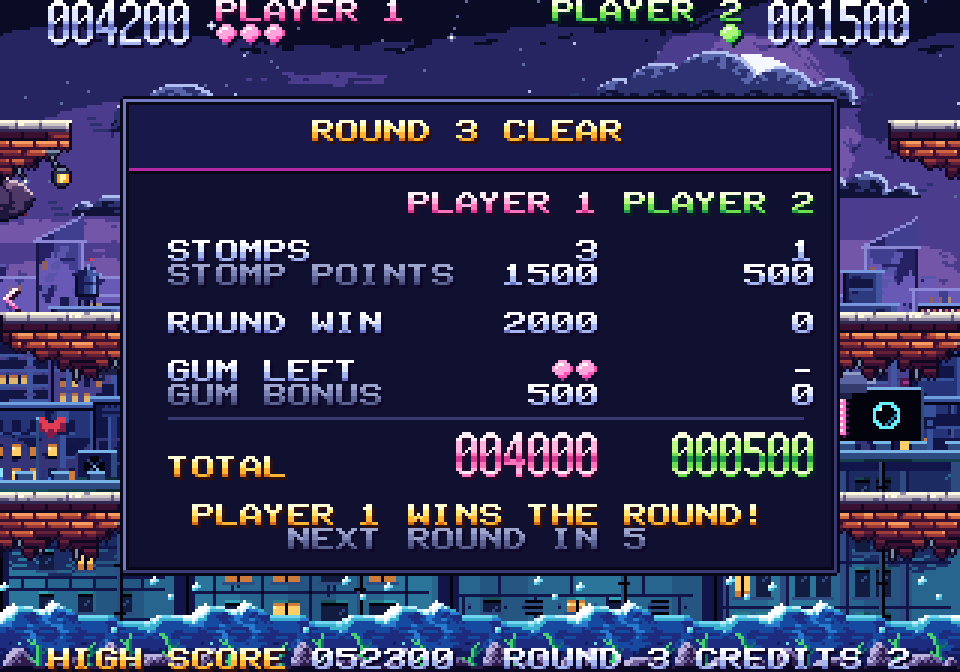 004200 PLAYER 1 PLAYER 2 001500
ROUND 3 CLEAR
PLAYER 1 PLAYER 2
STOMPS 3 1
STOMP POINTS 1500 500
ROUND WIN 2000 0
GUM LEFT –
GUM BONUS 500 0
TOTAL 004000 000500
PLAYER 1 WINS THE ROUND!
NEXT ROUND IN 5
HIGH SCORE 052300 ROUND 3 CREDITS 2